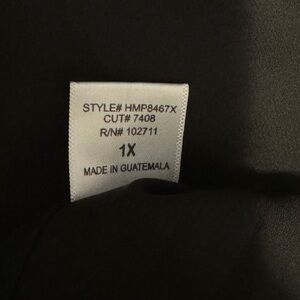 STYLE# HMP8467X
CUT# 7408
R/N# 102711
1X
MADE IN GUATEMALA